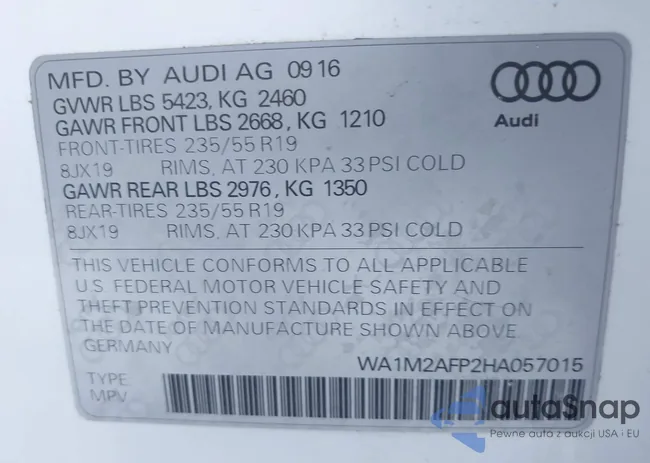 MFD. BY AUDI AG 09 16
GVWR LBS 5423, KG 2460
GAWR FRONT LBS 2668, KG 1210
FRONT-TIRES 235/55 R19
8JX19 RIMS, AT 230 KPA 33 PSI COLD
GAWR REAR LBS 2976, KG 1350
REAR-TIRES 235/55 R19
8JX19 RIMS, AT 230 KPA 33 PSI COLD
Audi
THIS VEHICLE CONFORMS TO ALL APPLICABLE
U.S. FEDERAL MOTOR VEHICLE SAFETY AND
THEFT PREVENTION STANDARDS IN EFFECT ON
THE DATE OF MANUFACTURE SHOWN ABOVE.
GERMANY
WA1M2AFP2HA057015
TYPE
MPV
autoSnap
Pewne auta z aukcji USA i EU